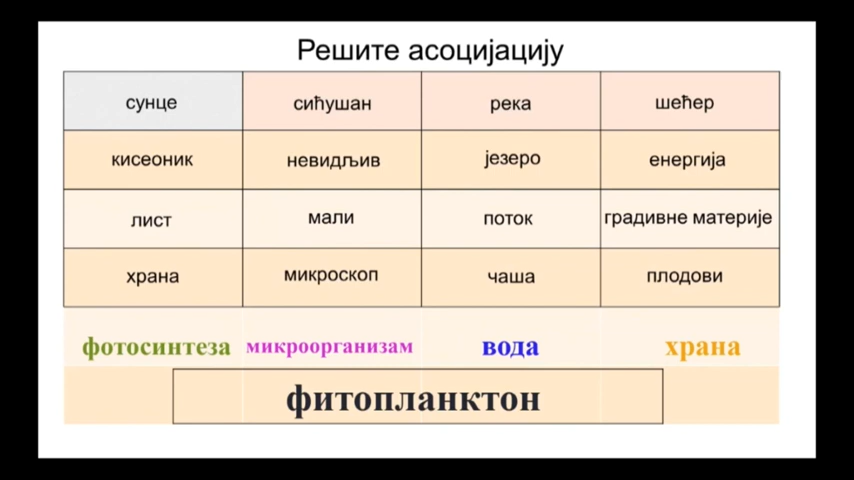 Решите асоцијацију
сунце сићушан река шећер
кисеоник невидљив језеро енергија
лист мали поток градивне материје
храна микроскоп чаша плодови
фотосинтеза микроорганизам вода храна
фитопланктон